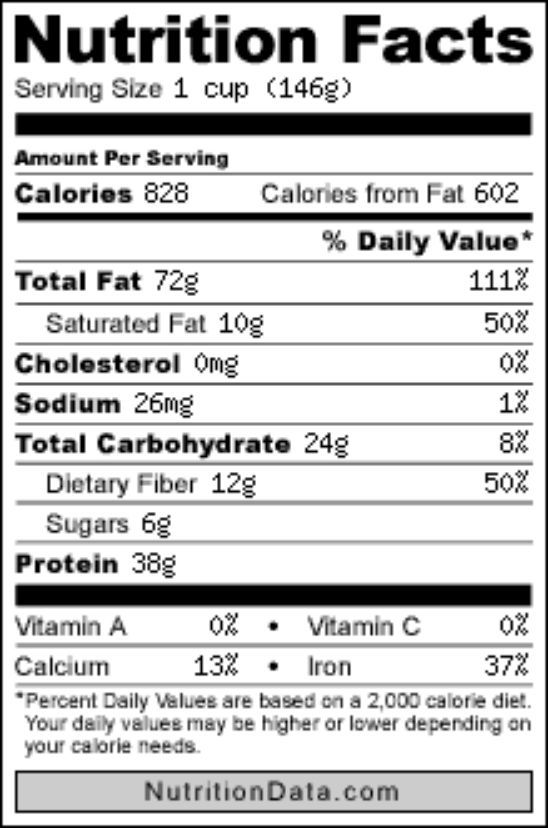 Nutrition Facts
Serving Size 1 cup (146g)
Amount Per Serving
Calories 828 Calories from Fat 602
% Daily Value*
Total Fat 72g 111%
Saturated Fat 10g 50%
Cholesterol 0mg 0%
Sodium 26mg 1%
Total Carbohydrate 24g 8%
Dietary Fiber 12g 50%
Sugars 6g
Protein 38g
Vitamin A 0% • Vitamin C 0%
Calcium 13% • Iron 37%
*Percent Daily Values are based on a 2,000 calorie diet.
Your daily values may be higher or lower depending on
your calorie needs.
NutritionData.com